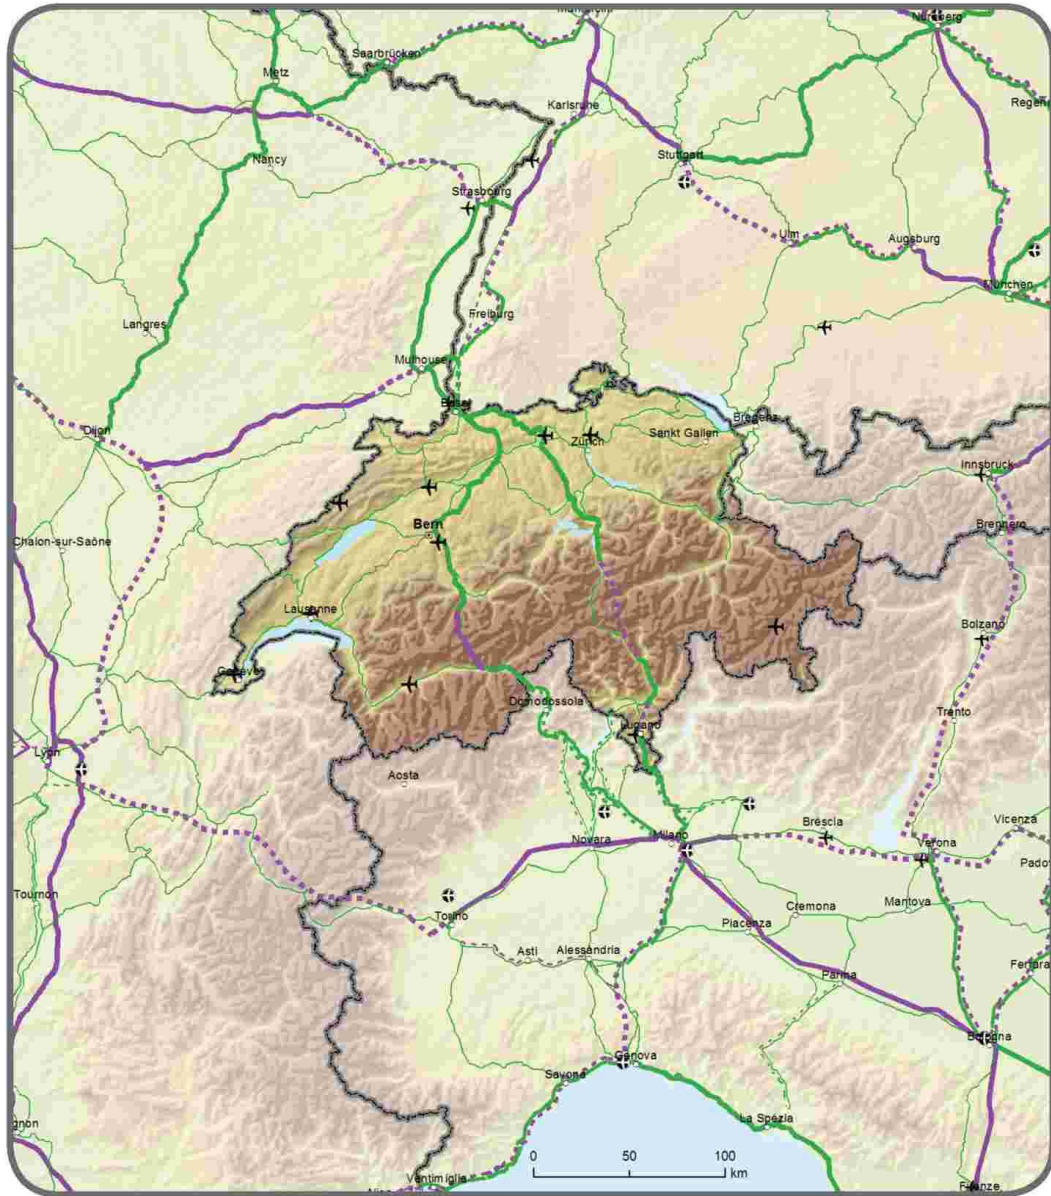 Saarbrücken
Metz
Karlsruhe
Nancy
Stuttgart
Strasbourg
Ulm
Augsburg
München
Freiburg
Langres
Mulhouse
Basel
Bregenz
Dijon
Zürich
Sankt Gallen
Innsbruck
Bern
Brennero
Chalon-sur-Saône
Lausanne
Bolzano
Genève
Domodossola
Trento
Lugano
Lyon
Aosta
Brescia
Vicenza
Novara
Milano
Verona
Tournon
Torino
Cremona
Mantova
Piacenza
Asti
Alessandria
Parma
Ferrara
Bologna
Genova
Savona
La Spézia
0 50 100
km
Ventimiglia
Firenze